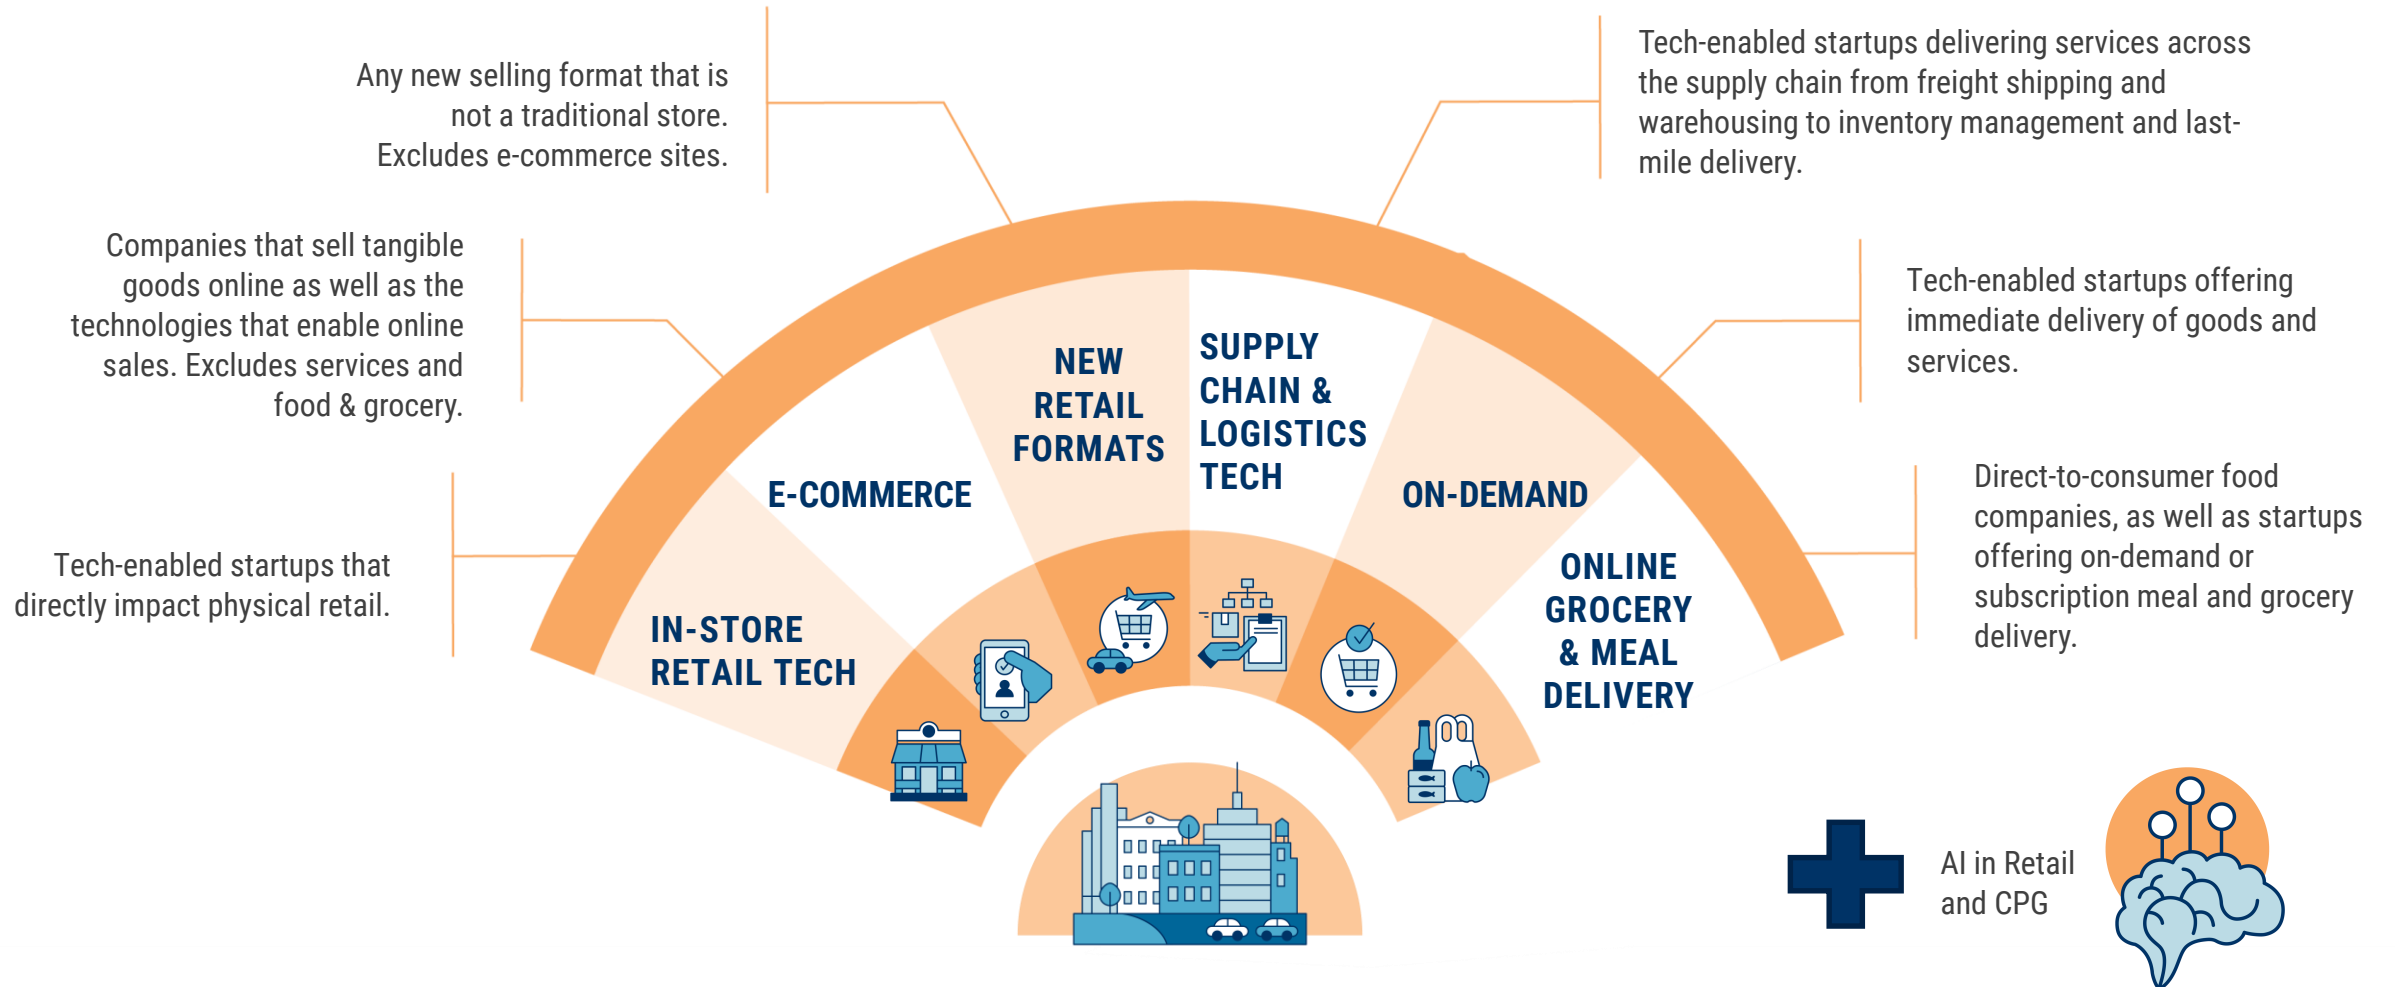 Any new selling format that is
not a traditional store.
Excludes e-commerce sites.
Tech-enabled startups delivering services across
the supply chain from freight shipping and
warehousing to inventory management and last-
mile delivery.
Companies that sell tangible
goods online as well as the
technologies that enable online
sales. Excludes services and
food & grocery.
Tech-enabled startups offering
immediate delivery of goods and
services.
Tech-enabled startups that
directly impact physical retail.
Direct-to-consumer food
companies, as well as startups
offering on-demand or
subscription meal and grocery
delivery.
IN-STORE
RETAIL TECH
E-COMMERCE
NEW
RETAIL
FORMATS
SUPPLY
CHAIN &
LOGISTICS
TECH
ON-DEMAND
ONLINE
GROCERY
& MEAL
DELIVERY
AI in Retail
and CPG